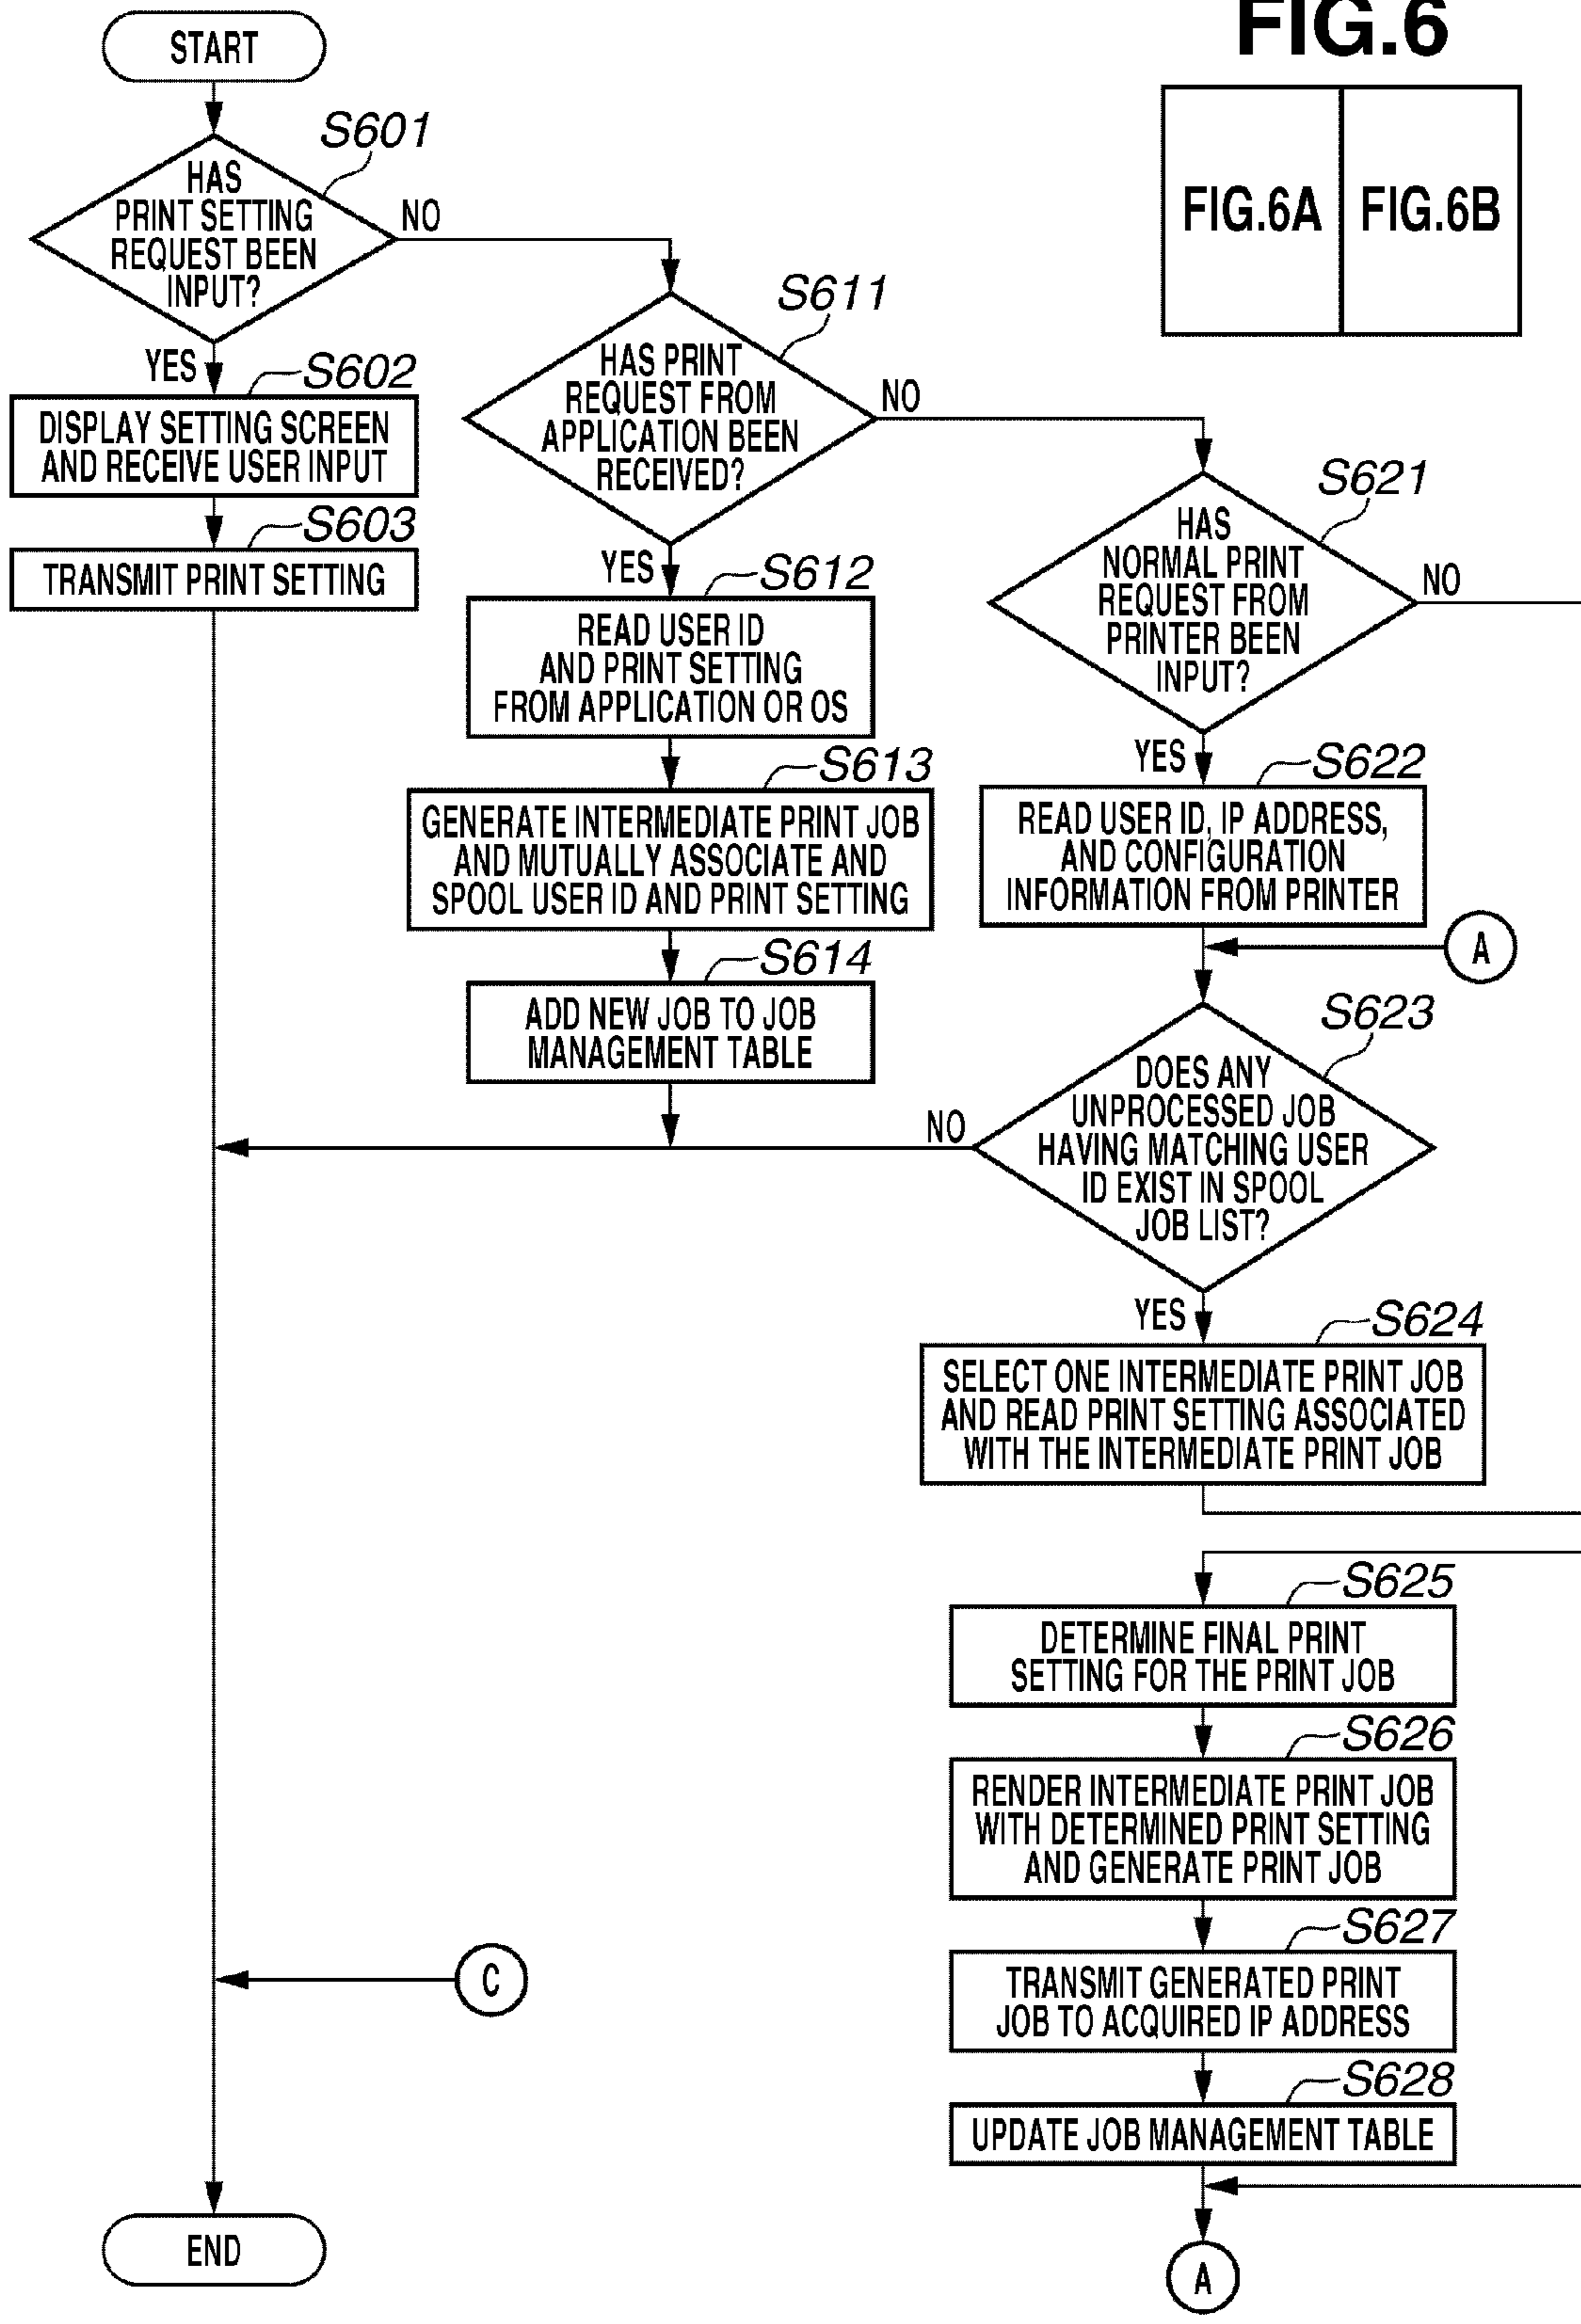 FIG.6
FIG.6A
FIG.6B
START
S601
HAS
PRINT SETTING
REQUEST BEEN
INPUT?
NO
YES
S602
DISPLAY SETTING SCREEN
AND RECEIVE USER INPUT
S603
TRANSMIT PRINT SETTING
S611
HAS PRINT
REQUEST FROM
APPLICATION BEEN
RECEIVED?
NO
YES
S612
READ USER ID
AND PRINT SETTING
FROM APPLICATION OR OS
S613
GENERATE INTERMEDIATE PRINT JOB
AND MUTUALLY ASSOCIATE AND
SPOOL USER ID AND PRINT SETTING
S614
ADD NEW JOB TO JOB
MANAGEMENT TABLE
S621
HAS
NORMAL PRINT
REQUEST FROM
PRINTER BEEN
INPUT?
NO
YES
S622
READ USER ID, IP ADDRESS,
AND CONFIGURATION
INFORMATION FROM PRINTER
A
S623
DOES ANY
UNPROCESSED JOB
HAVING MATCHING USER
ID EXIST IN SPOOL
JOB LIST?
NO
YES
S624
SELECT ONE INTERMEDIATE PRINT JOB
AND READ PRINT SETTING ASSOCIATED
WITH THE INTERMEDIATE PRINT JOB
S625
DETERMINE FINAL PRINT
SETTING FOR THE PRINT JOB
S626
RENDER INTERMEDIATE PRINT JOB
WITH DETERMINED PRINT SETTING
AND GENERATE PRINT JOB
S627
TRANSMIT GENERATED PRINT
JOB TO ACQUIRED IP ADDRESS
S628
UPDATE JOB MANAGEMENT TABLE
A
C
END